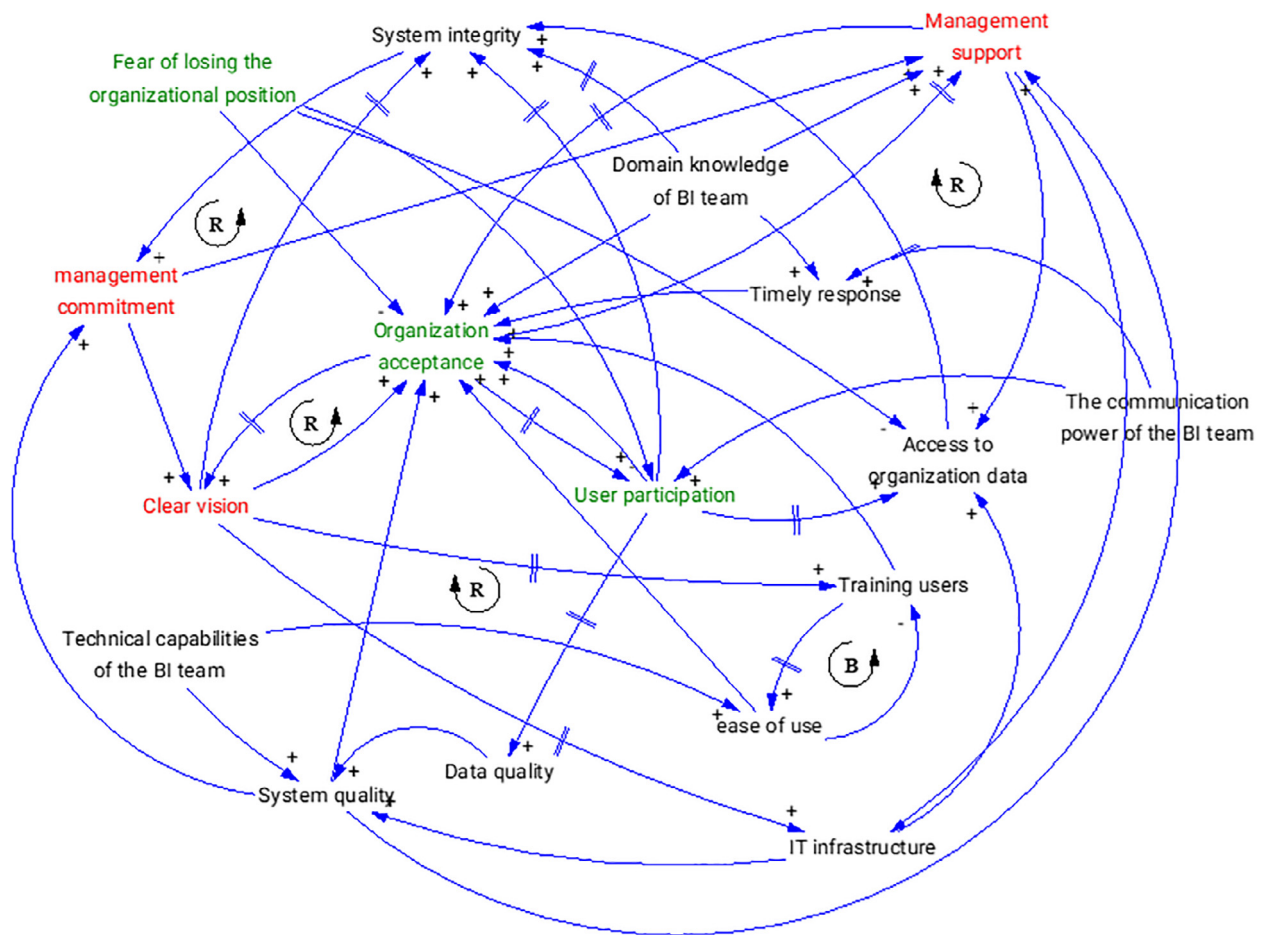 System integrity
Management
support
Fear of losing the
organizational position
Domain knowledge
of BI team
R
R
management
commitment
Timely response
Organization
acceptance
The communication
power of the BI team
R
Access to
organization data
Clear vision
User participation
R
Training users
Technical capabilities
of the BI team
B
ease of use
Data quality
System quality
IT infrastructure